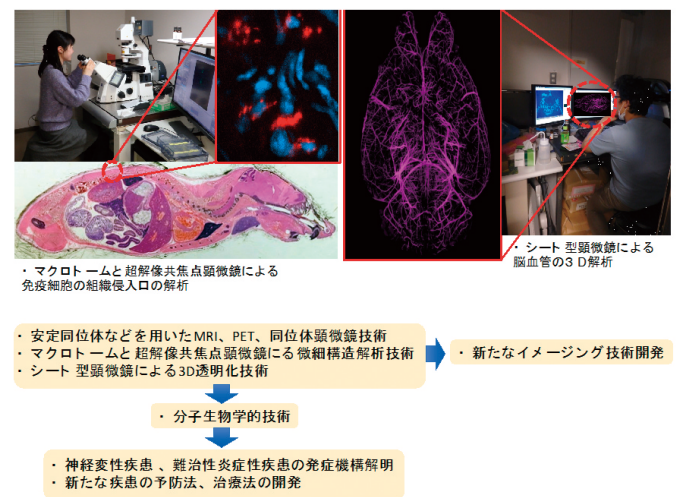 ・ マクロトームと超解像共焦点顕微鏡による
免疫細胞の組織侵入口の解析
・ シート型顕微鏡による
脳血管の３Ｄ解析
・ 安定同位体などを用いたMRI、PET、同位体顕微鏡技術
・ マクロトームと超解像共焦点顕微鏡にる微細構造解析技術
・ シート型顕微鏡による3D透明化技術
・ 新たなイメージング技術開発
・ 分子生物学的技術
・ 神経変性疾患 、難治性炎症性疾患の発症機構解明
・ 新たな疾患の予防法、治療法の開発